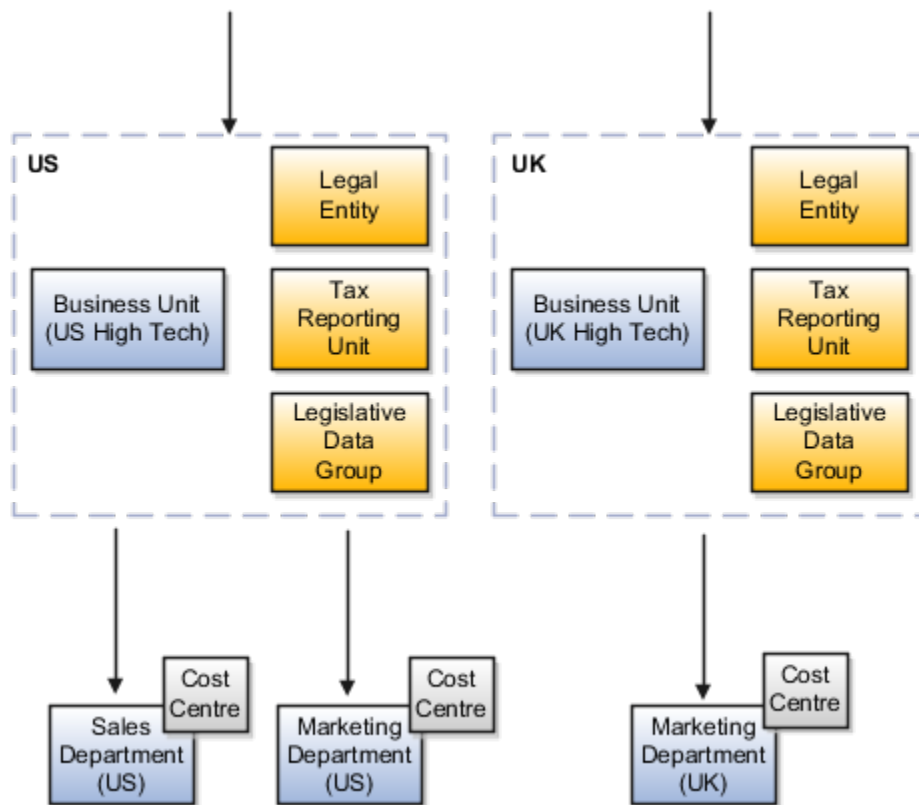 US
Legal
Entity
Business Unit
(US High Tech)
Tax
Reporting
Unit
Legislative
Data
Group
UK
Legal
Entity
Business Unit
(UK High Tech)
Tax
Reporting
Unit
Legislative
Data
Group
Cost
Centre
Sales
Department
(US)
Cost
Centre
Marketing
Department
(US)
Cost
Centre
Marketing
Department
(UK)